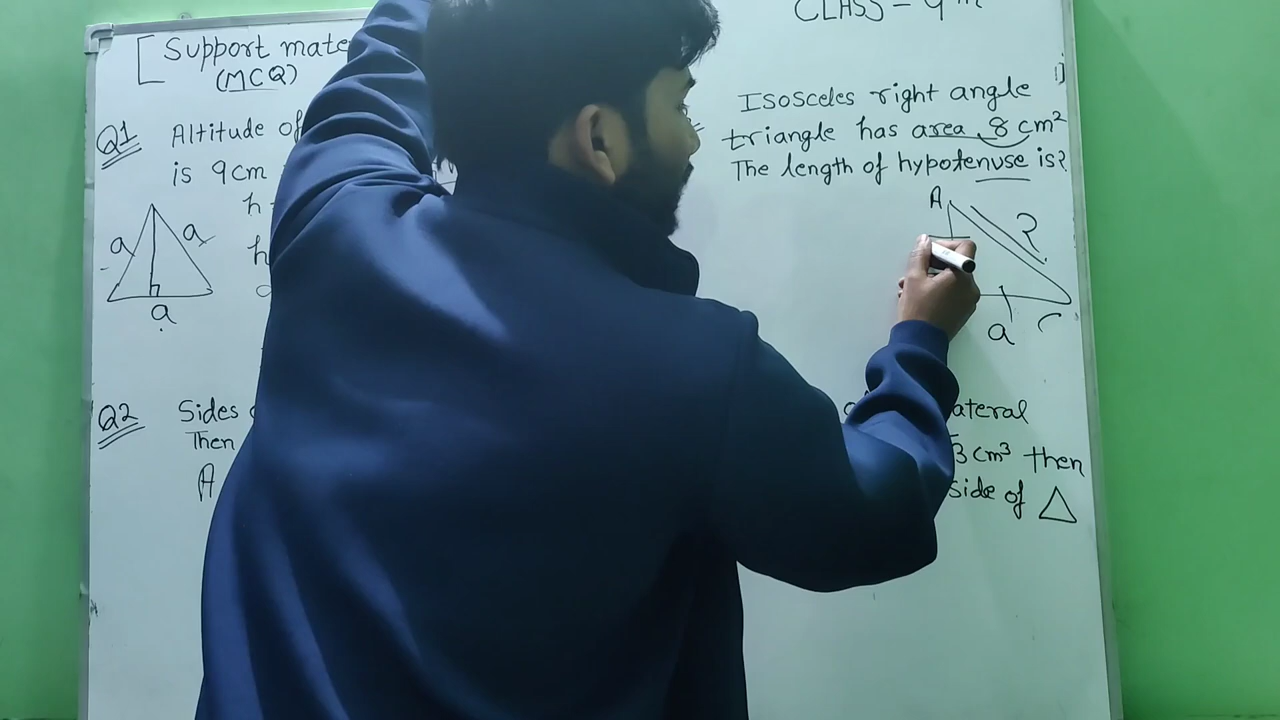 [ Support mate
(MCQ)
CLASS - 9th
Q1 Altitude of
is 9cm
h
h
a
a
a
Isosceles right angle
triangle has area 8 cm²
The length of hypotenuse is?
A
?
a
C
Q2 Sides
Then
A
ateral
3 cm³ then
side of △